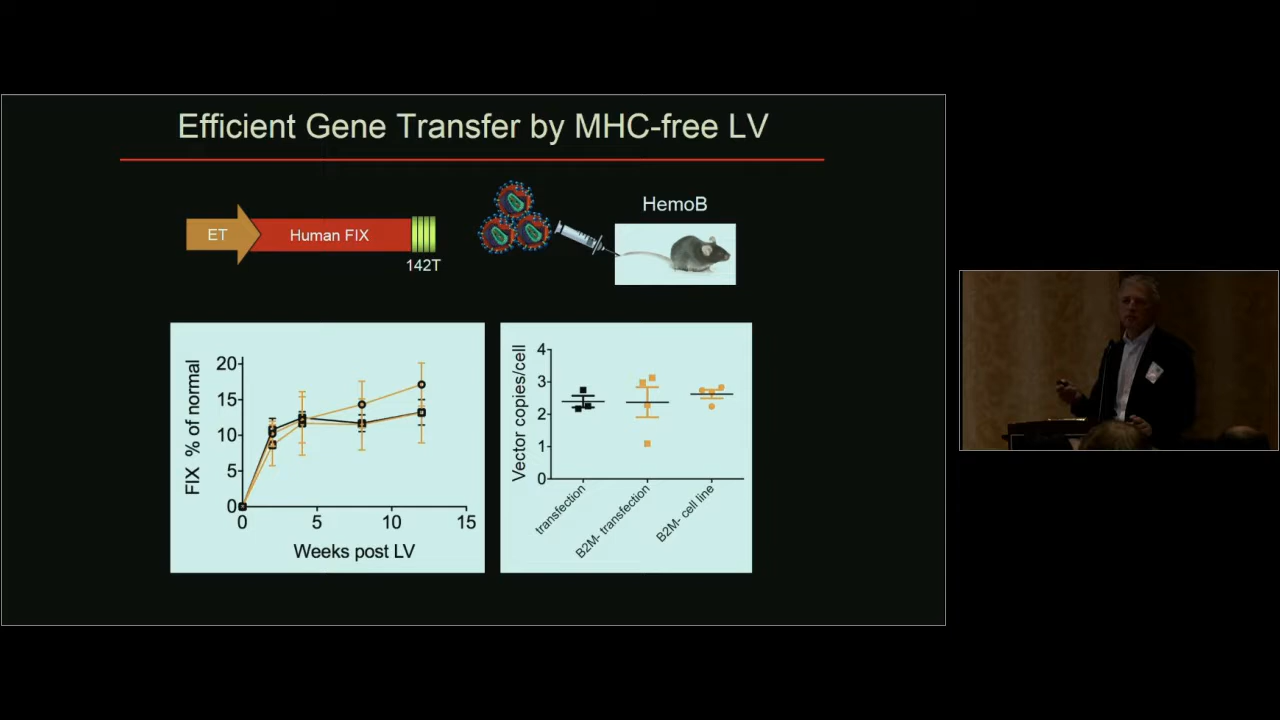 Efficient Gene Transfer by MHC-free LV
ET
Human FIX
142T
HemoB
FIX % of normal
20
15
10
5
0
0 5 10 15
Weeks post LV
Vector copies/cell
4
3
2
1
0
transfection
B2M- transfection
B2M- cell line